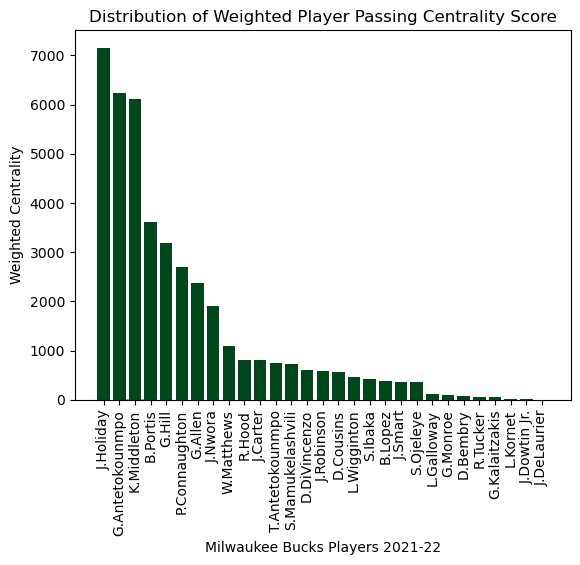 Distribution of Weighted Player Passing Centrality Score
Weighted Centrality
7000
6000
5000
4000
3000
2000
1000
0
J.Holiday
G.Antetokounmpo
K.Middleton
B.Portis
G.Hill
P.Connaughton
G.Allen
J.Nwora
W.Matthews
R.Hood
J.Carter
T.Antetokounmpo
S.Mamukelashvili
D.DiVincenzo
J.Robinson
D.Cousins
L.Wigginton
S.Ibaka
B.Lopez
J.Smart
S.Ojeleye
L.Galloway
G.Monroe
D.Bembry
R.Tucker
G.Kalaitzakis
L.Kornet
J.Dowtin Jr.
J.DeLaurier
Milwaukee Bucks Players 2021-22